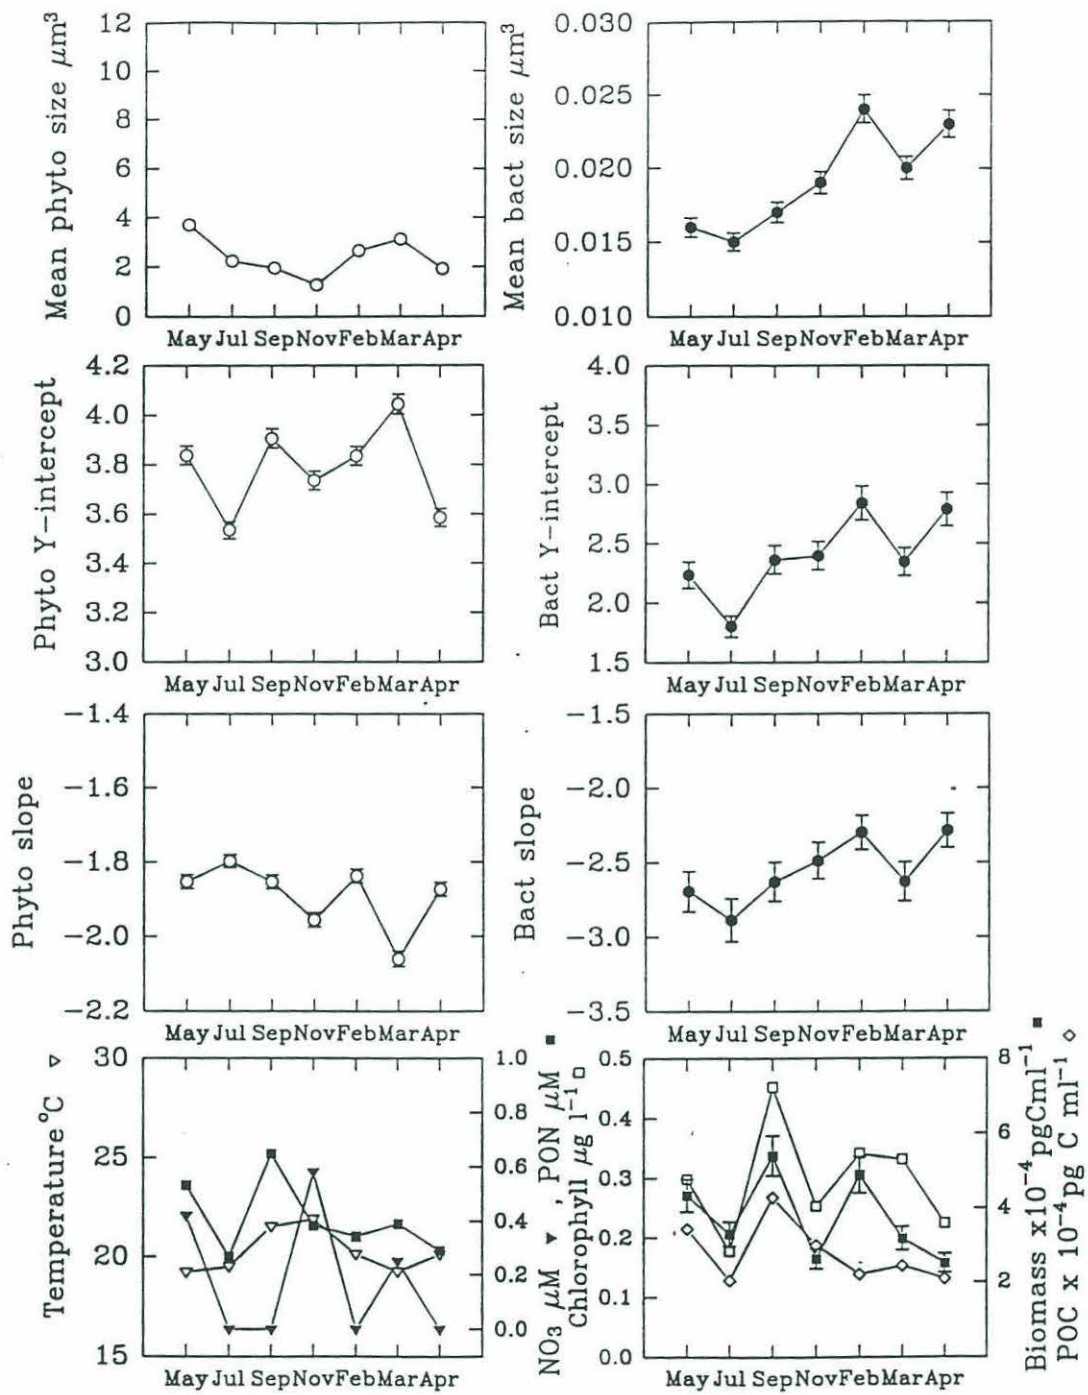 Mean phyto size μm³
12
10
8
6
4
2
0
May Jul Sep Nov Feb Mar Apr
Mean bact size μm³
0.030
0.025
0.020
0.015
0.010
May Jul Sep Nov Feb Mar Apr
Phyto Y-intercept
4.2
4.0
3.8
3.6
3.4
3.2
3.0
May Jul Sep Nov Feb Mar Apr
Bact Y-intercept
4.0
3.5
3.0
2.5
2.0
1.5
May Jul Sep Nov Feb Mar Apr
Phyto slope
-1.4
-1.6
-1.8
-2.0
-2.2
May Jul Sep Nov Feb Mar Apr
Bact slope
-1.5
-2.0
-2.5
-3.0
-3.5
May Jul Sep Nov Feb Mar Apr
Temperature °C ▽
30
25
20
15
May Jul Sep Nov Feb Mar Apr
1.0
0.8
0.6
0.4
0.2
0.0
NO₃ μM ▼ , PON μM ■
Chlorophyll μg l⁻¹ □
0.5
0.4
0.3
0.2
0.1
0.0
May Jul Sep Nov Feb Mar Apr
8
6
4
2
Biomass x10⁻⁴ pgCml⁻¹ ■
POC x 10⁻⁴ pg C ml⁻¹ ◇